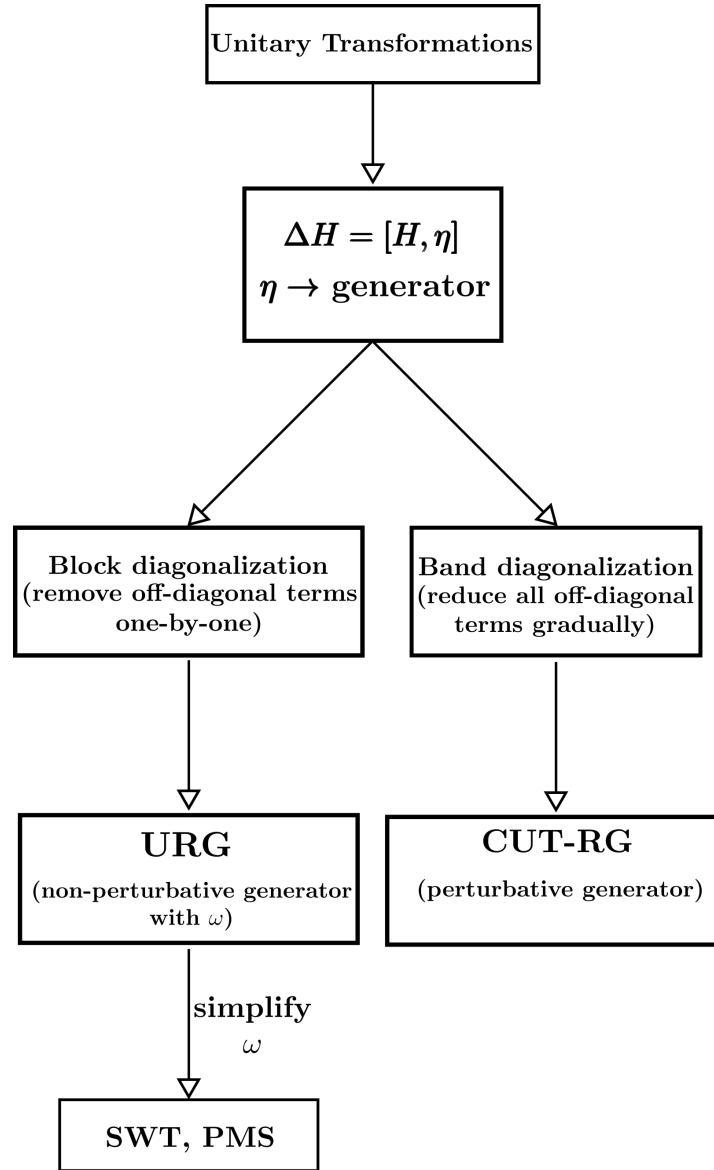 Unitary Transformations
ΔH = [H, η]
η → generator
Block diagonalization
(remove off-diagonal terms
one-by-one)
Band diagonalization
(reduce all off-diagonal
terms gradually)
URG
(non-perturbative generator
with ω)
CUT-RG
(perturbative generator)
simplify
ω
SWT, PMS